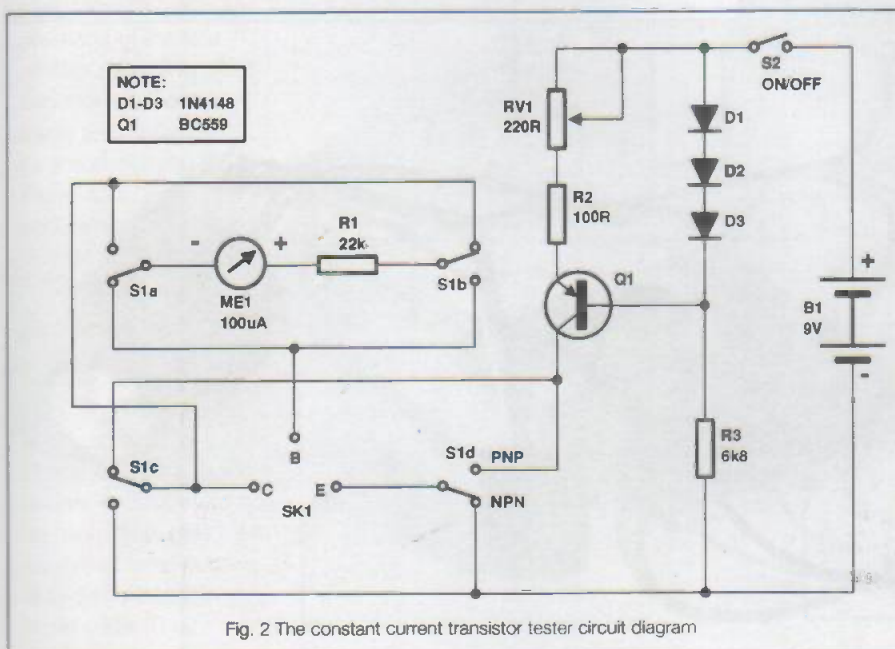 NOTE:
D1-D3 1N4148
Q1 BC559
S2
ON/OFF
RV1
220R
D1
D2
D3
R2
100R
R1
22k
-
+
S1a
ME1
100uA
S1b
Q1
+
B1
9V
-
S1c
B
S1d
PNP
C
E
SK1
NPN
R3
6k8
Fig. 2 The constant current transistor tester circuit diagram